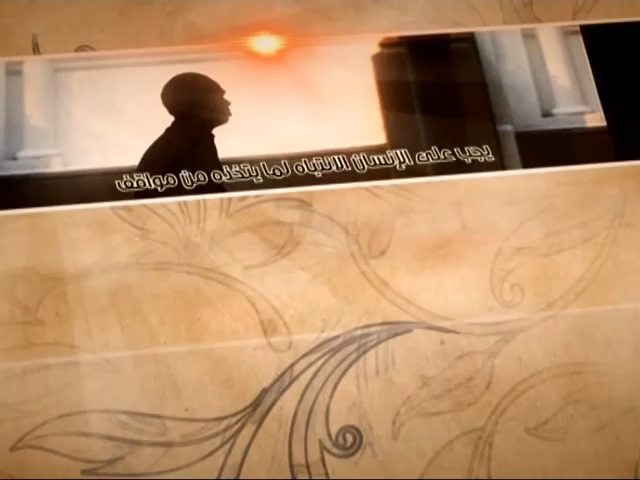 يجب على الإنسان الانتباه لما يتخذه من مواقف